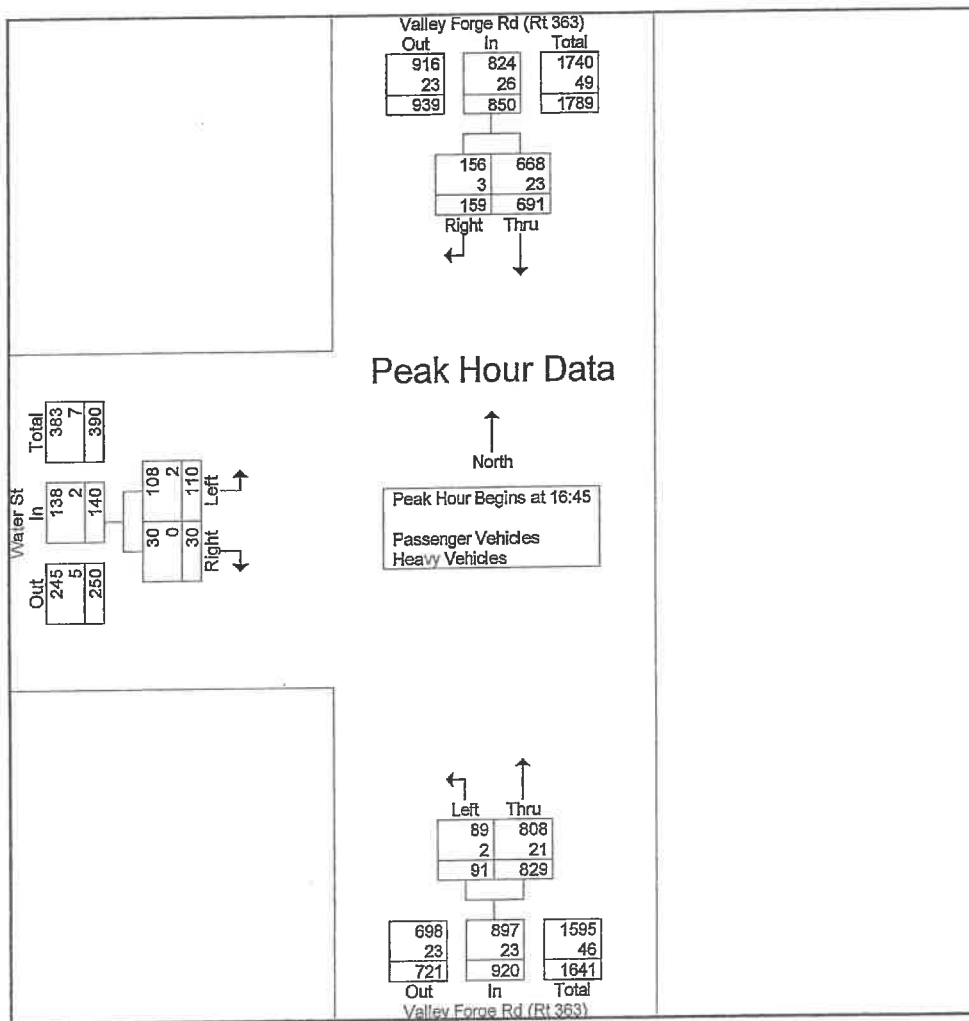 Valley Forge Rd (Rt 363)
Out In Total
916 824 1740
23 26 49
939 850 1789
156 668
3 23
159 691
Right Thru
Peak Hour Data
North
Peak Hour Begins at 16:45
Passenger Vehicles
Heavy Vehicles
Water St
Out In Total
245 138 383
5 2 7
250 140 390
30 108
0 2
30 110
Right Left
Left Thru
89 808
2 21
91 829
698 897 1595
23 23 46
721 920 1641
Out In Total
Valley Forge Rd (Rt 363)